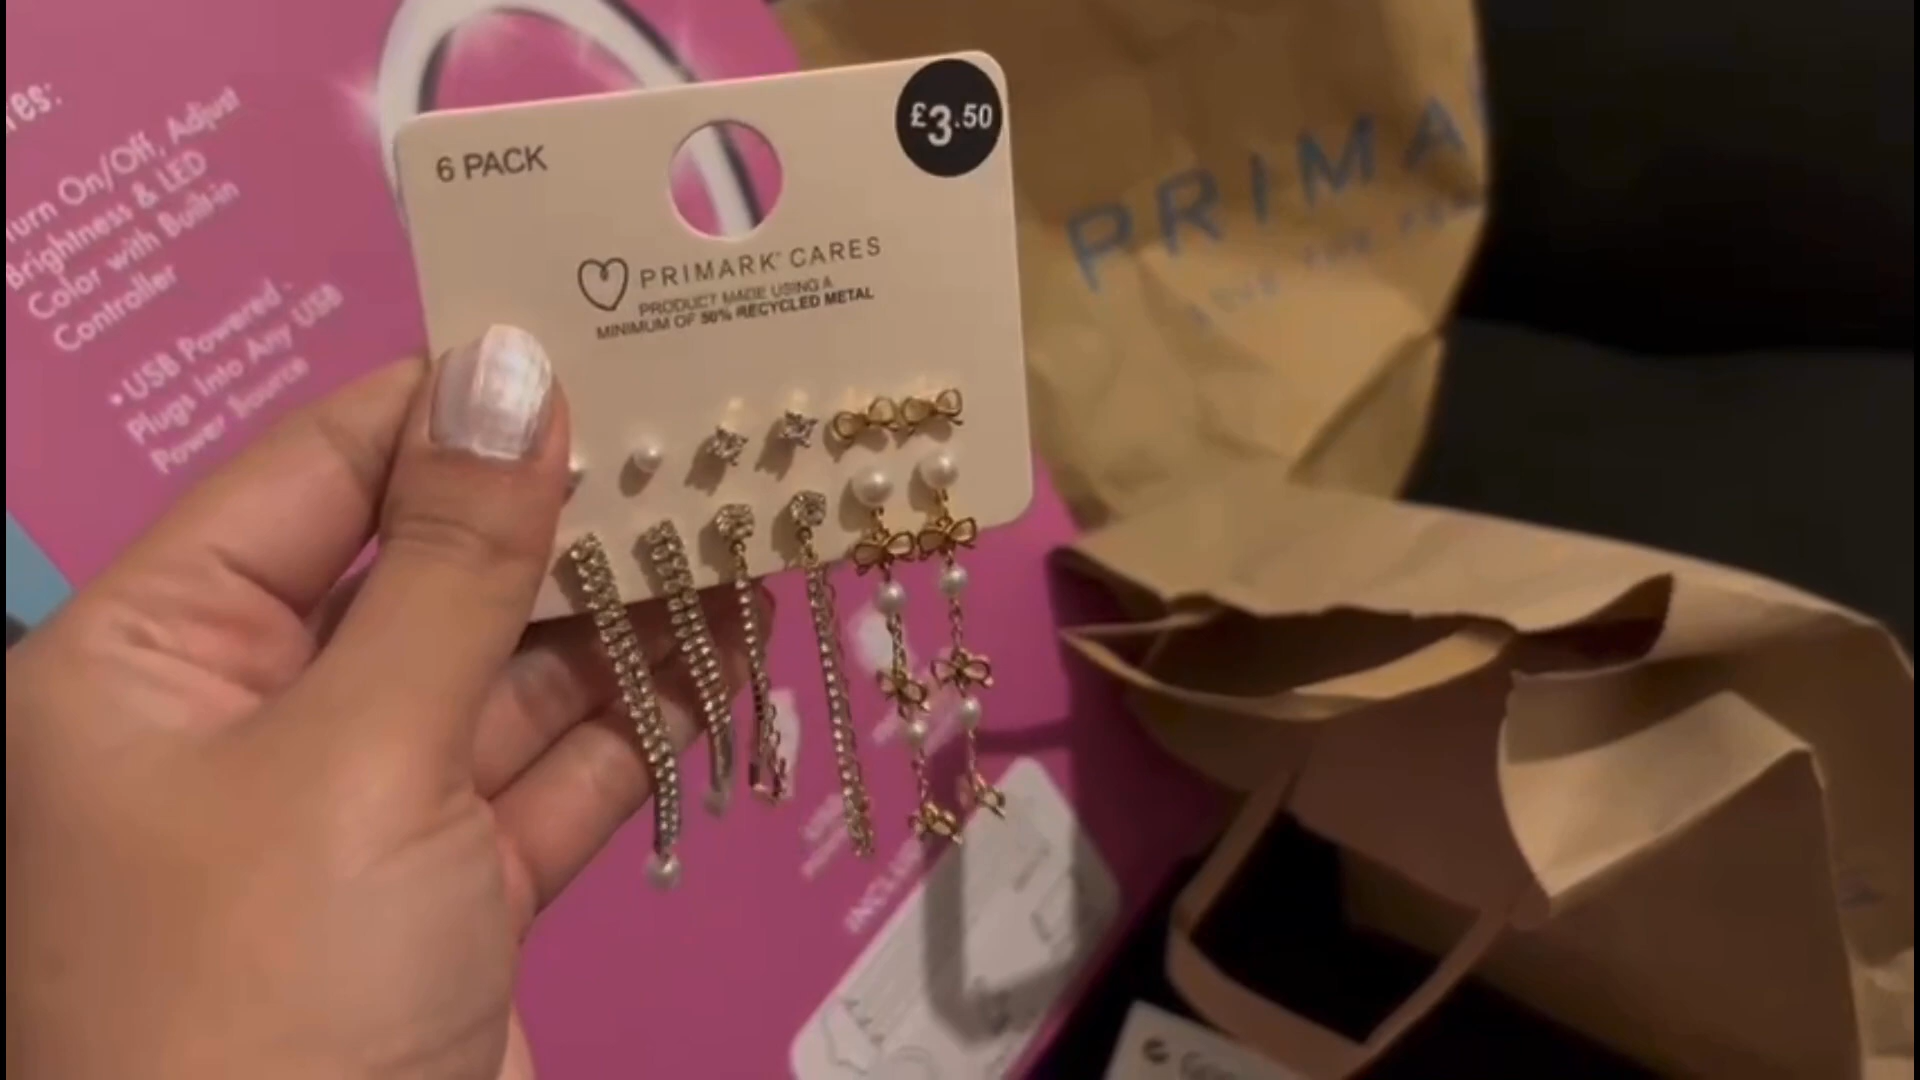 £3.50
6 PACK
PRIMARK CARES
PRODUCT MADE USING A
MINIMUM OF 50% RECYCLED METAL
Turn On/Off, Adjust
Brightness & LED
Color with Built-in
Controller
• USB Powered -
Plugs Into Any USB
Power Source
PRIMA